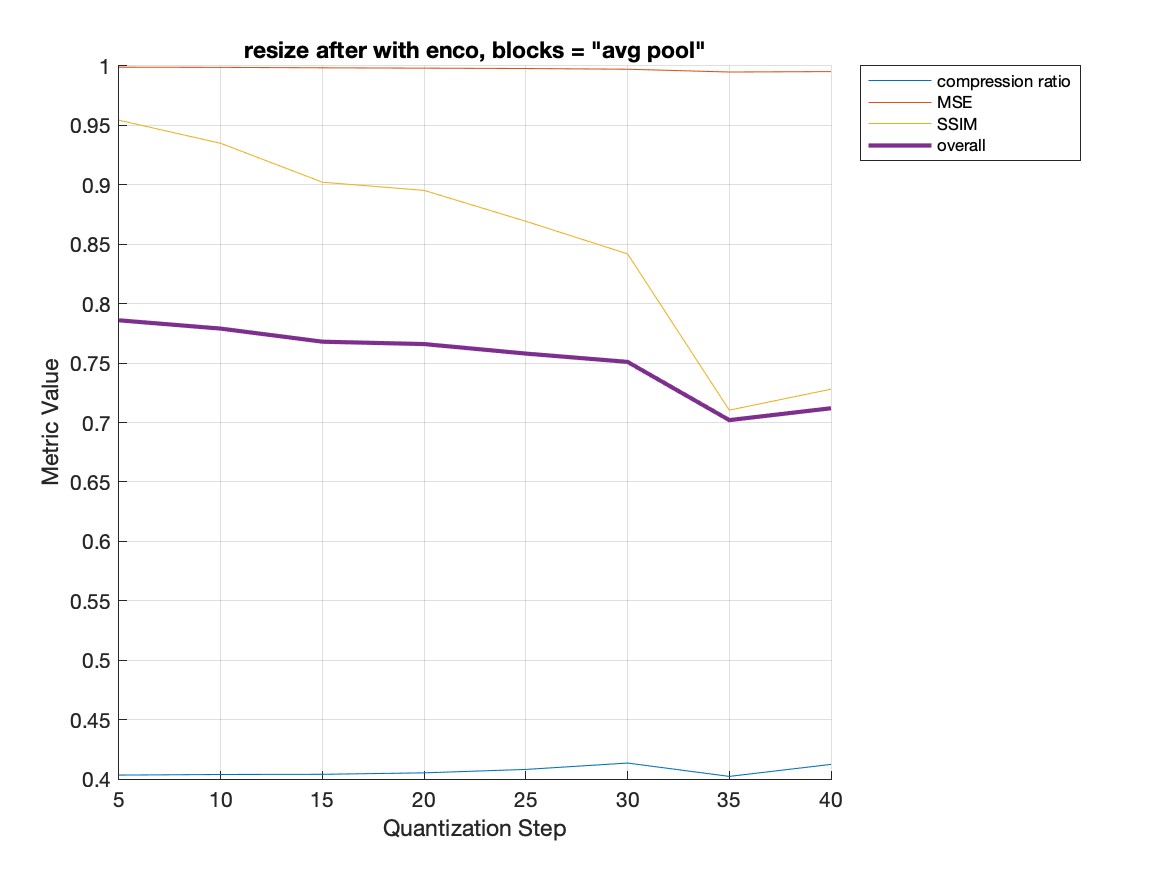 resize after with enco, blocks = "avg pool"
compression ratio
MSE
SSIM
overall
Metric Value
1
0.95
0.9
0.85
0.8
0.75
0.7
0.65
0.6
0.55
0.5
0.45
0.4
5 10 15 20 25 30 35 40
Quantization Step